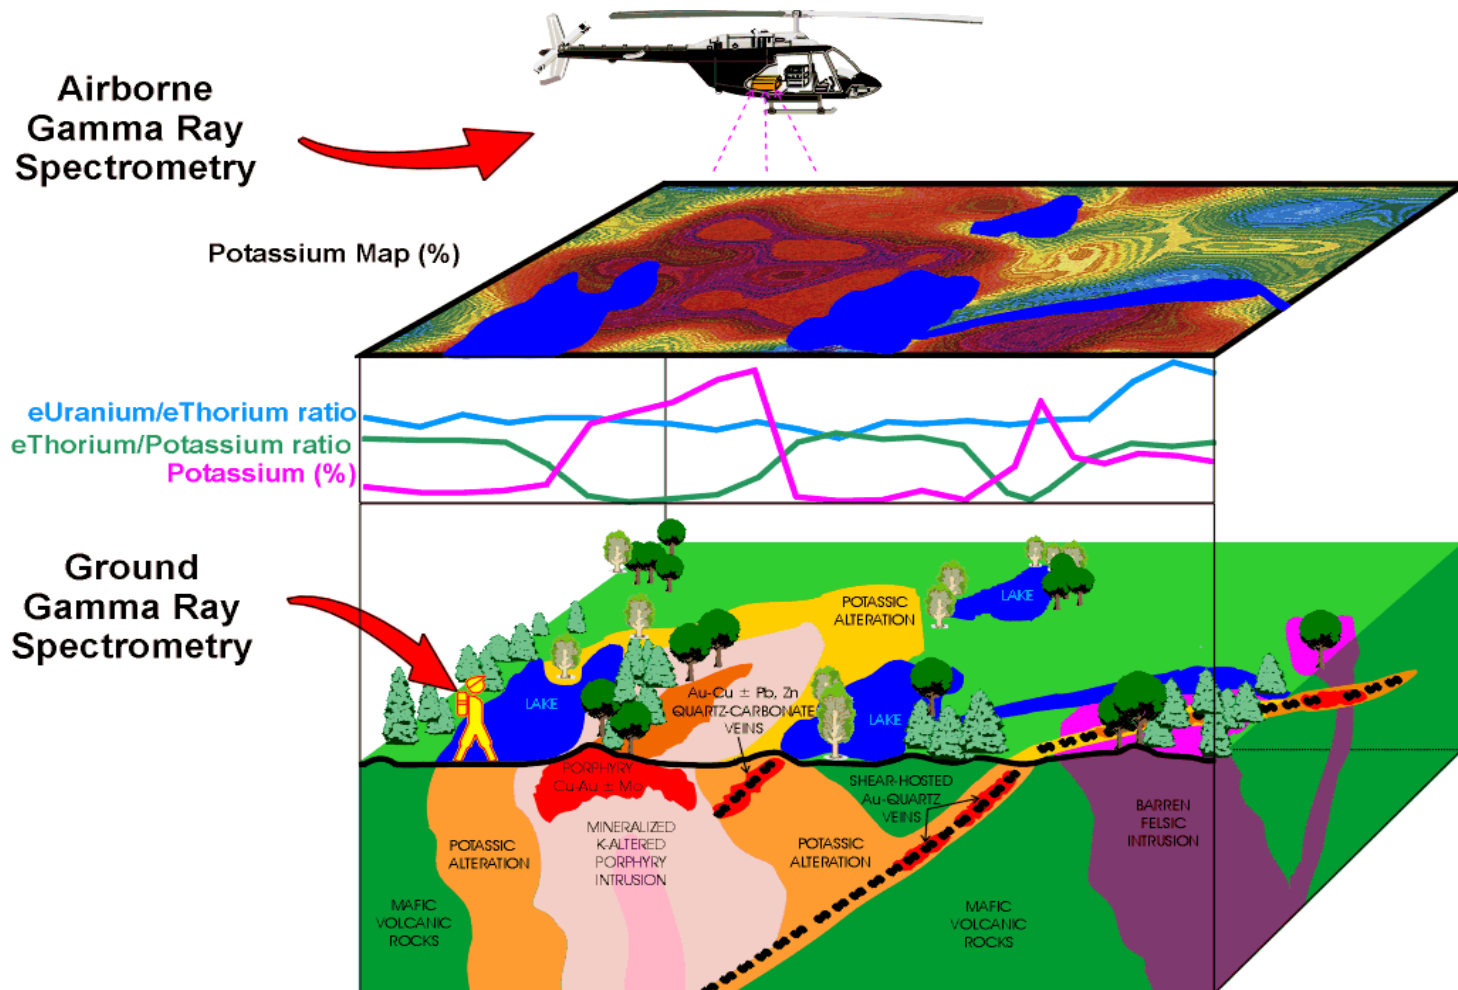 Airborne
Gamma Ray
Spectrometry
Potassium Map (%)
eUranium/eThorium ratio
eThorium/Potassium ratio
Potassium (%)
Ground
Gamma Ray
Spectrometry
POTASSIC
ALTERATION
LAKE
LAKE
Au-Cu ± Pb, Zn
QUARTZ-CARBONATE
VEINS
LAKE
PORPHYRY
Cu-Au ± Mo
SHEAR-HOSTED
Au-QUARTZ
VEINS
MINERALIZED
K-ALTERED
PORPHYRY
INTRUSION
POTASSIC
ALTERATION
POTASSIC
ALTERATION
BARREN
FELSIC
INTRUSION
MAFIC
VOLCANIC
ROCKS
MAFIC
VOLCANIC
ROCKS